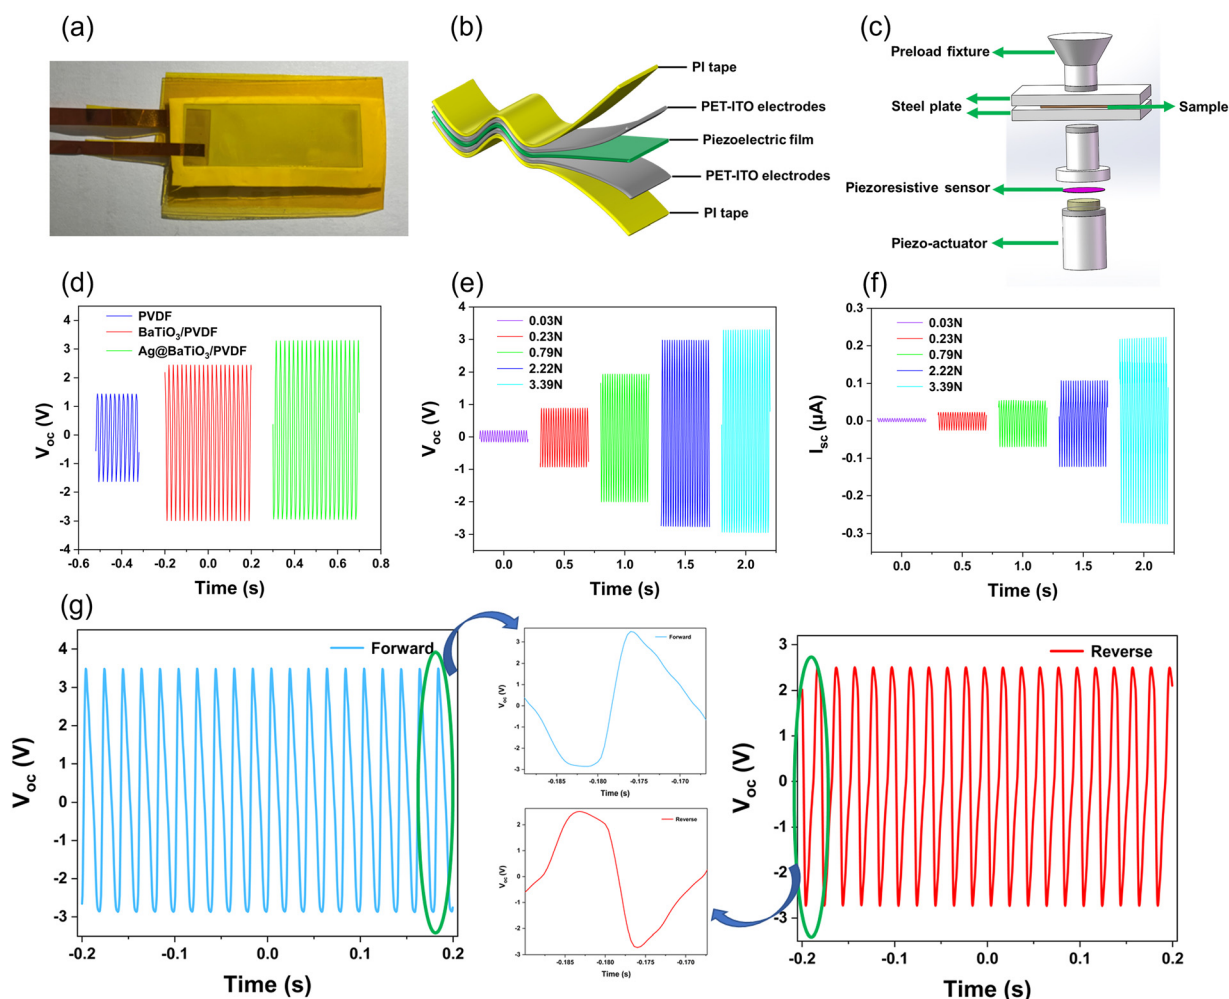 (a)
(b)
PI tape
PET-ITO electrodes
Piezoelectric film
PET-ITO electrodes
PI tape
(c)
Preload fixture
Steel plate
Sample
Piezoresistive sensor
Piezo-actuator
(d)
PVDF
BaTiO3/PVDF
Ag@BaTiO3/PVDF
Voc (V)
4
3
2
1
0
-1
-2
-3
-4
-0.6 -0.4 -0.2 0.0 0.2 0.4 0.6 0.8
Time (s)
(e)
0.03N
0.23N
0.79N
2.22N
3.39N
Voc (V)
4
3
2
1
0
-1
-2
-3
0.0 0.5 1.0 1.5 2.0
Time (s)
(f)
0.03N
0.23N
0.79N
2.22N
3.39N
Isc (μA)
0.3
0.2
0.1
0.0
-0.1
-0.2
-0.3
0.0 0.5 1.0 1.5 2.0
Time (s)
(g)
Forward
Voc (V)
4
3
2
1
0
-1
-2
-3
-0.2 -0.1 0.0 0.1 0.2
Time (s)
Forward
Voc (V)
3
2
1
0
-1
-2
-3
-0.185 -0.180 -0.175 -0.170
Time (s)
Reverse
Voc (V)
2
1
0
-1
-2
-3
-0.185 -0.180 -0.175 -0.170
Time (s)
Reverse
Voc (V)
3
2
1
0
-1
-2
-3
-0.2 -0.1 0.0 0.1 0.2
Time (s)